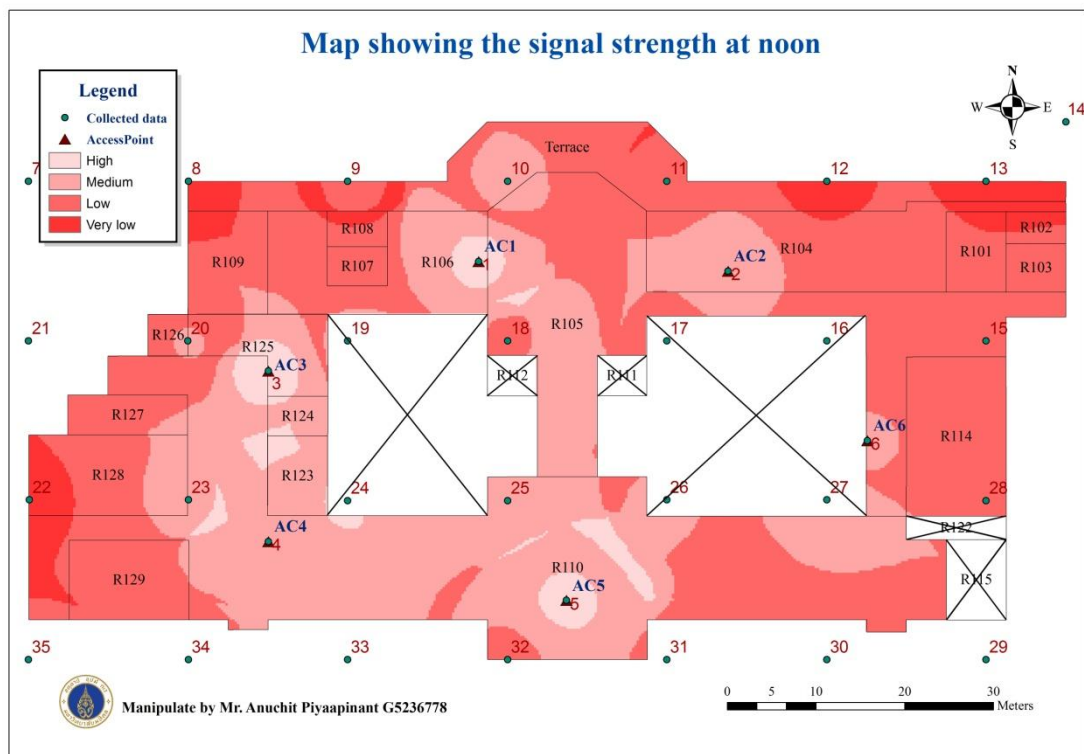 Map showing the signal strength at noon
Legend
Collected data
AccessPoint
High
Medium
Low
Very low
N
W E
S
14
7 8 9 10 11 12 13
Terrace
R108
R107
R109
R106
AC1
1
AC2
2
R104
R101
R102
R103
R105
21
R126
20
R125
19
18
17
16
15
AC3
3
R112
R111
R124
R127
R128
R123
AC6
6
R114
22 23 24 25 26 27 28
R122
AC4
4
R129
R110
AC5
5
R115
35 34 33 32 31 30 29
Manipulate by Mr. Anuchit Piyaapinant G5236778
0 5 10 20 30
Meters